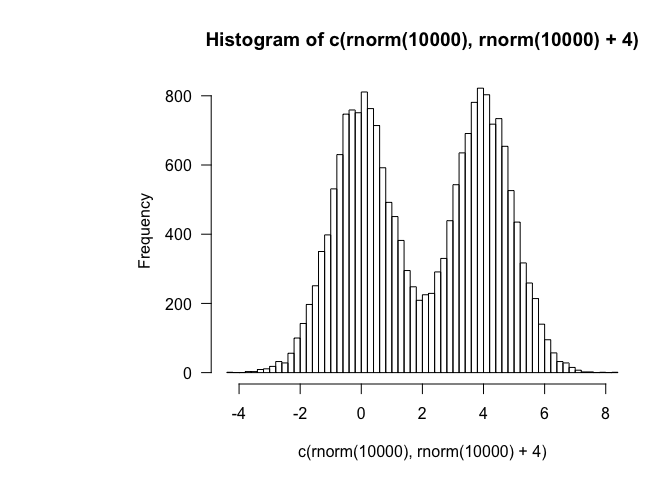 Histogram of c(rnorm(10000), rnorm(10000) + 4)
Frequency
800
600
400
200
0
-4 -2 0 2 4 6 8
c(rnorm(10000), rnorm(10000) + 4)